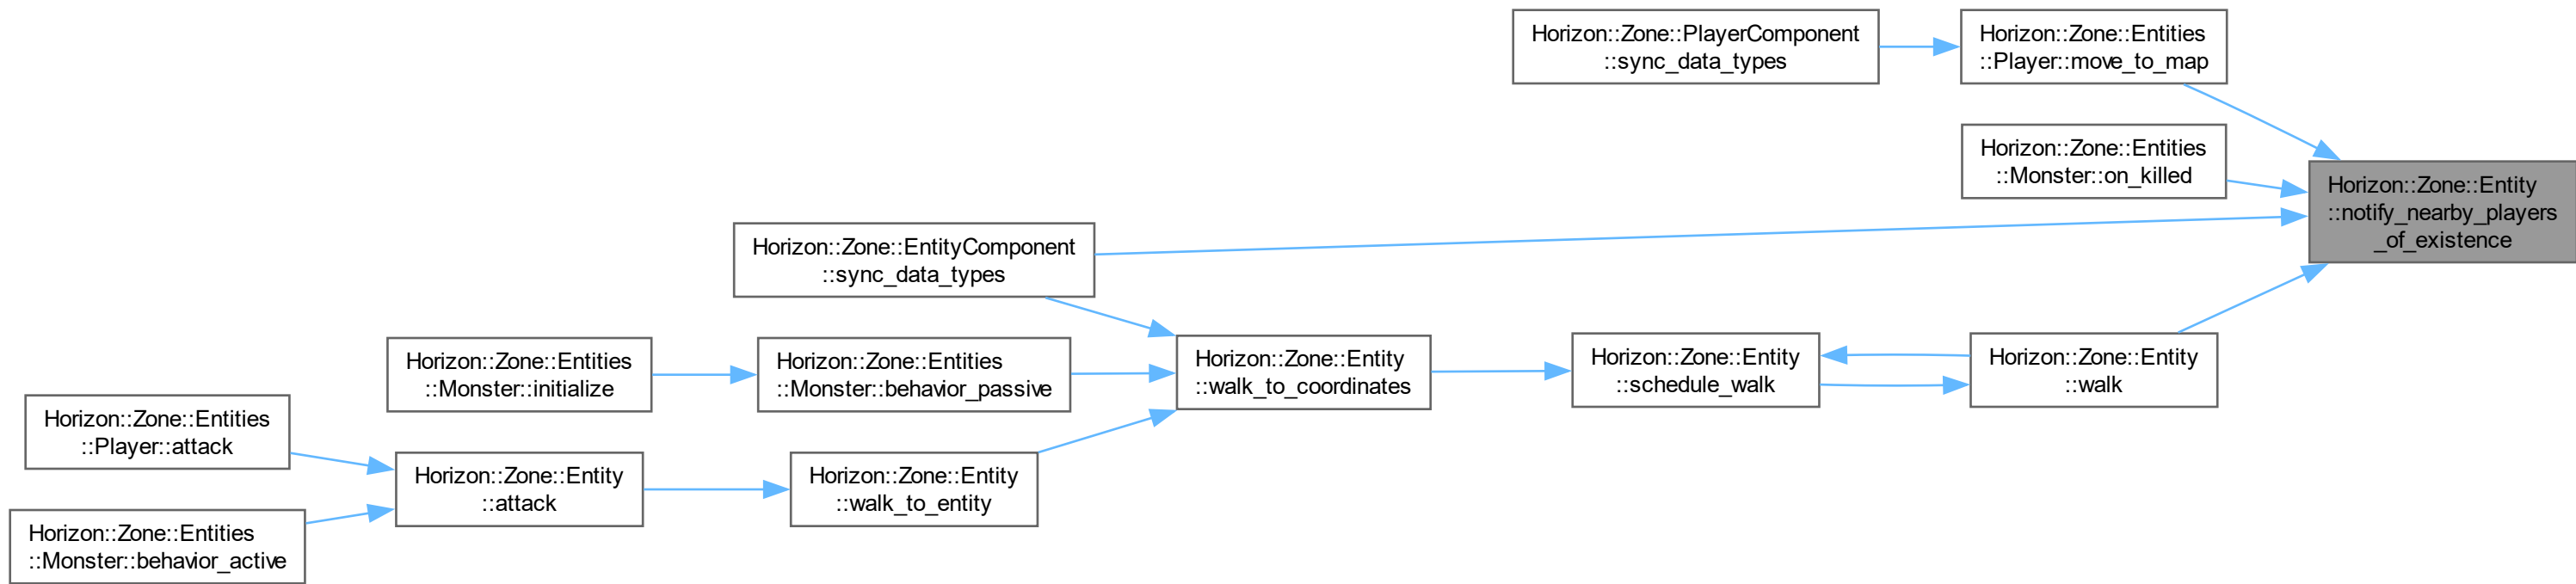 Horizon::Zone::PlayerComponent
::sync_data_types
Horizon::Zone::Entities
::Player::move_to_map
Horizon::Zone::Entities
::Monster::on_killed
Horizon::Zone::Entity
::notify_nearby_players
_of_existence
Horizon::Zone::EntityComponent
::sync_data_types
Horizon::Zone::Entities
::Monster::initialize
Horizon::Zone::Entities
::Monster::behavior_passive
Horizon::Zone::Entity
::walk_to_coordinates
Horizon::Zone::Entity
::schedule_walk
Horizon::Zone::Entity
::walk
Horizon::Zone::Entities
::Player::attack
Horizon::Zone::Entity
::attack
Horizon::Zone::Entity
::walk_to_entity
Horizon::Zone::Entities
::Monster::behavior_active